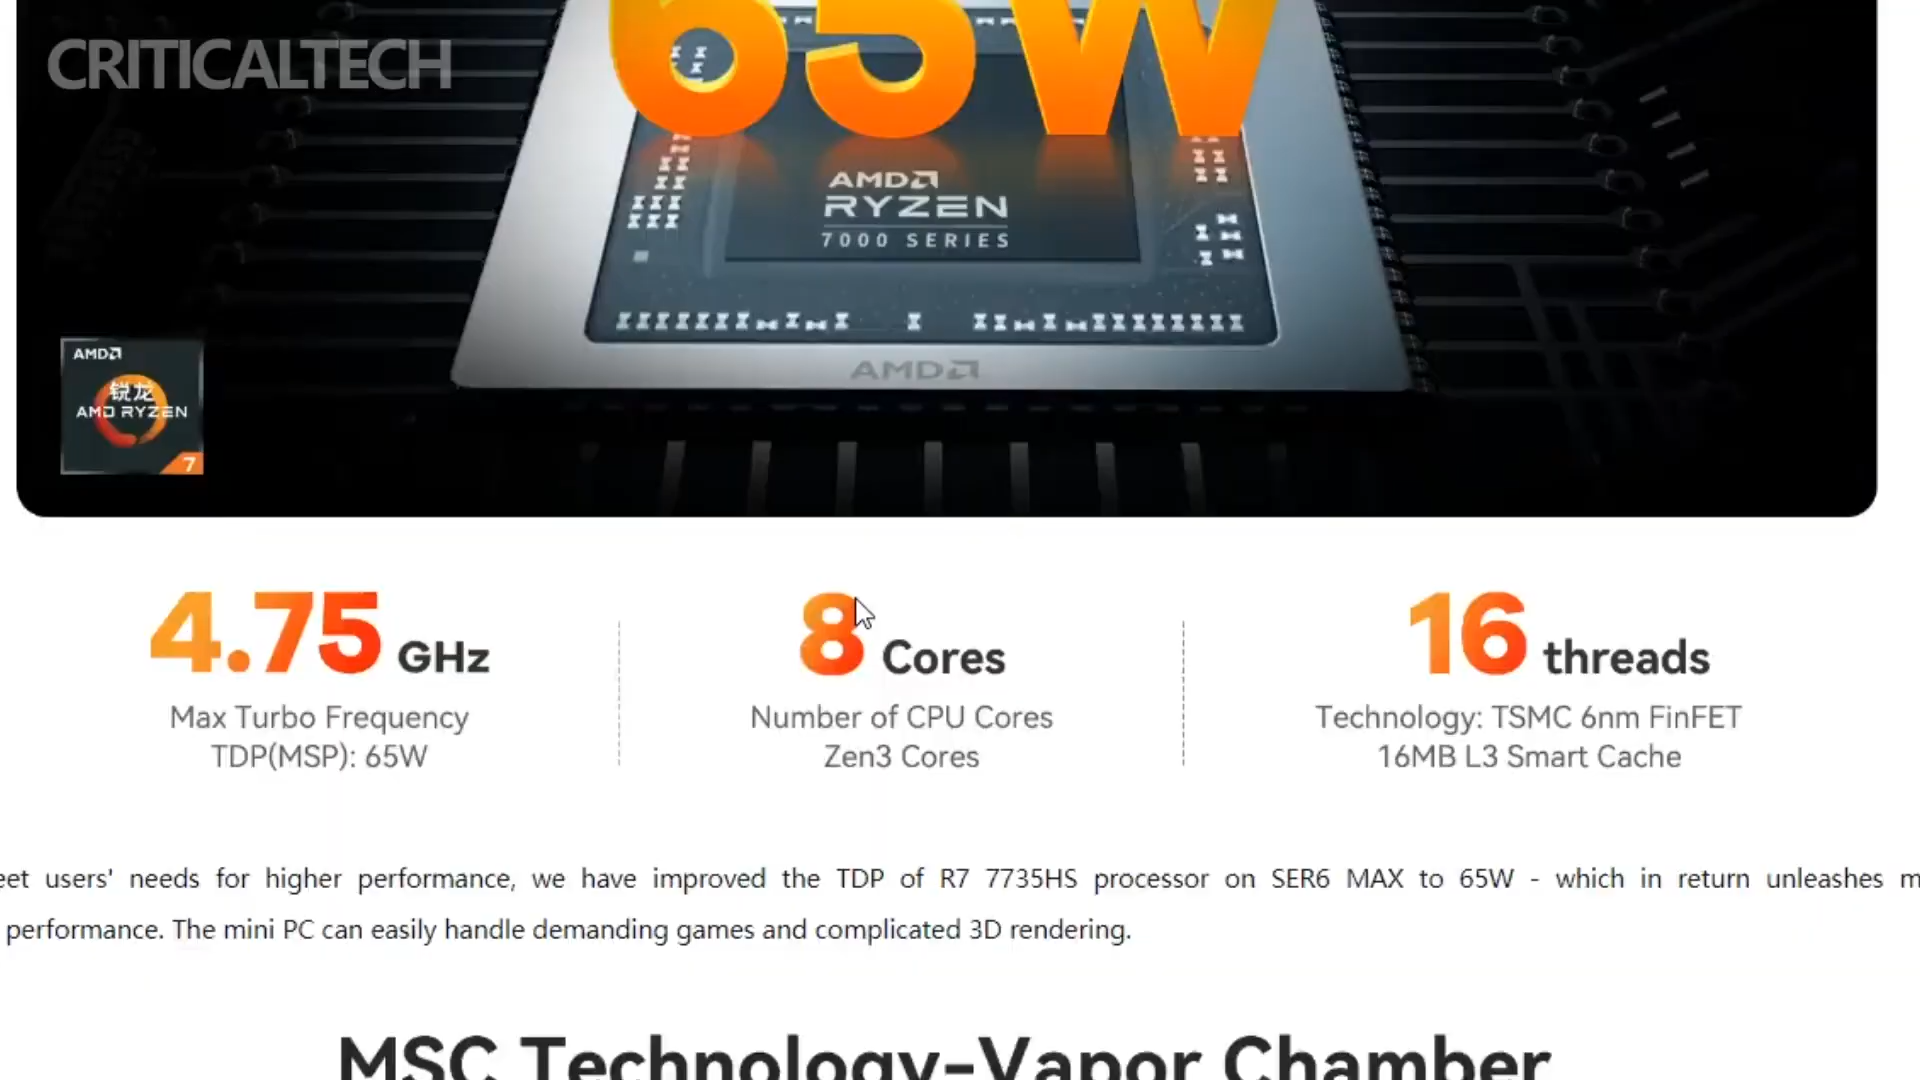 65W
CRITICALTECH
AMD
RYZEN
7000 SERIES
AMD
AMD
锐龙
AMD RYZEN
7
4.75 GHz
8 Cores
16 threads
Max Turbo Frequency
Number of CPU Cores
Technology: TSMC 6nm FinFET
TDP(MSP): 65W
Zen3 Cores
16MB L3 Smart Cache
users' needs for higher performance, we have improved the TDP of R7 7735HS processor on SER6 MAX to 65W - which in return unleashes
performance. The mini PC can easily handle demanding games and complicated 3D rendering.
MSC Technology-Vapor Chamber